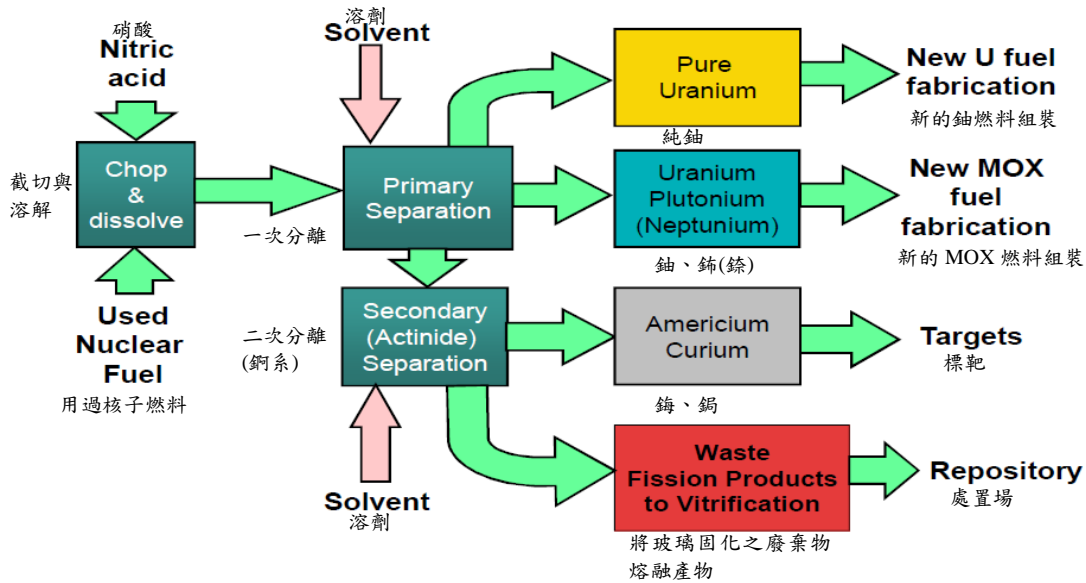 硝酸
Nitric
acid
溶劑
Solvent
Pure
Uranium
純鈾
New U fuel
fabrication
新的鈾燃料組裝
截切與
溶解
Chop
&
dissolve
Primary
Separation
一次分離
Uranium
Plutonium
(Neptunium)
鈾、鈽(錼)
New MOX
fuel
fabrication
新的 MOX 燃料組裝
Used
Nuclear
Fuel
用過核子燃料
二次分離
(錒系)
Secondary
(Actinide)
Separation
Americium
Curium
鋂、鋦
Targets
標靶
Solvent
溶劑
Waste
Fission Products
to Vitrification
將玻璃固化之廢棄物
熔融產物
Repository
處置場